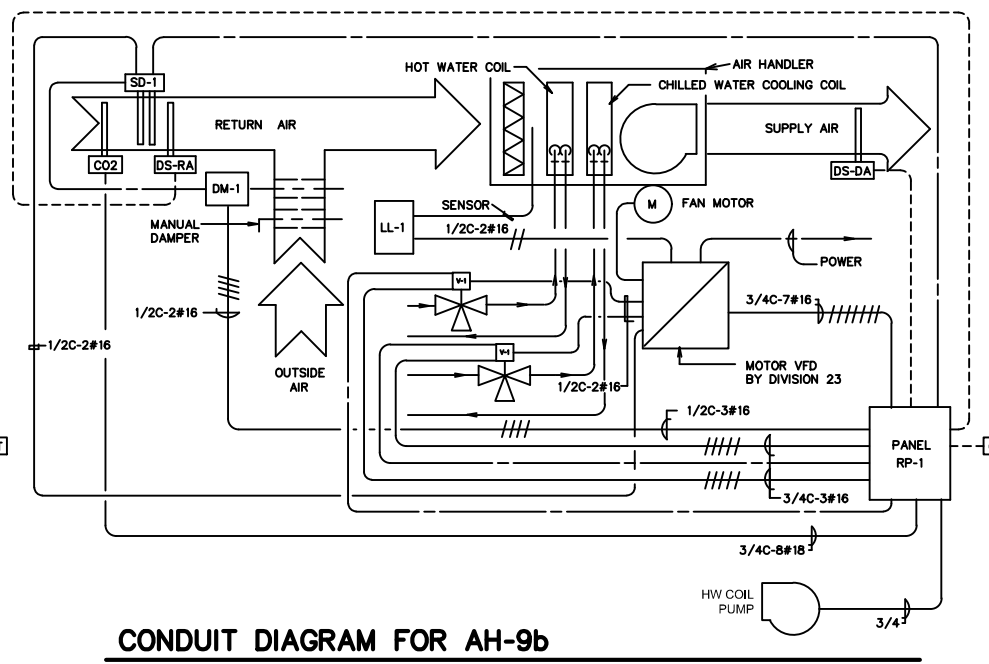 SD-1
HOT WATER COIL
AIR HANDLER
CHILLED WATER COOLING COIL
RETURN AIR
SUPPLY AIR
CO2
DS-RA
DS-DA
DM-1
MANUAL
DAMPER
LL-1
SENSOR
1/2C-2#16
M
FAN MOTOR
POWER
V-1
1/2C-2#16
3/4C-7#16
1/2C-2#16
V-1
OUTSIDE
AIR
1/2C-2#16
MOTOR VFD
BY DIVISION 23
1/2C-3#16
PANEL
RP-1
3/4C-3#16
3/4C-8#18
HW COIL
PUMP
3/4
CONDUIT DIAGRAM FOR AH-9b